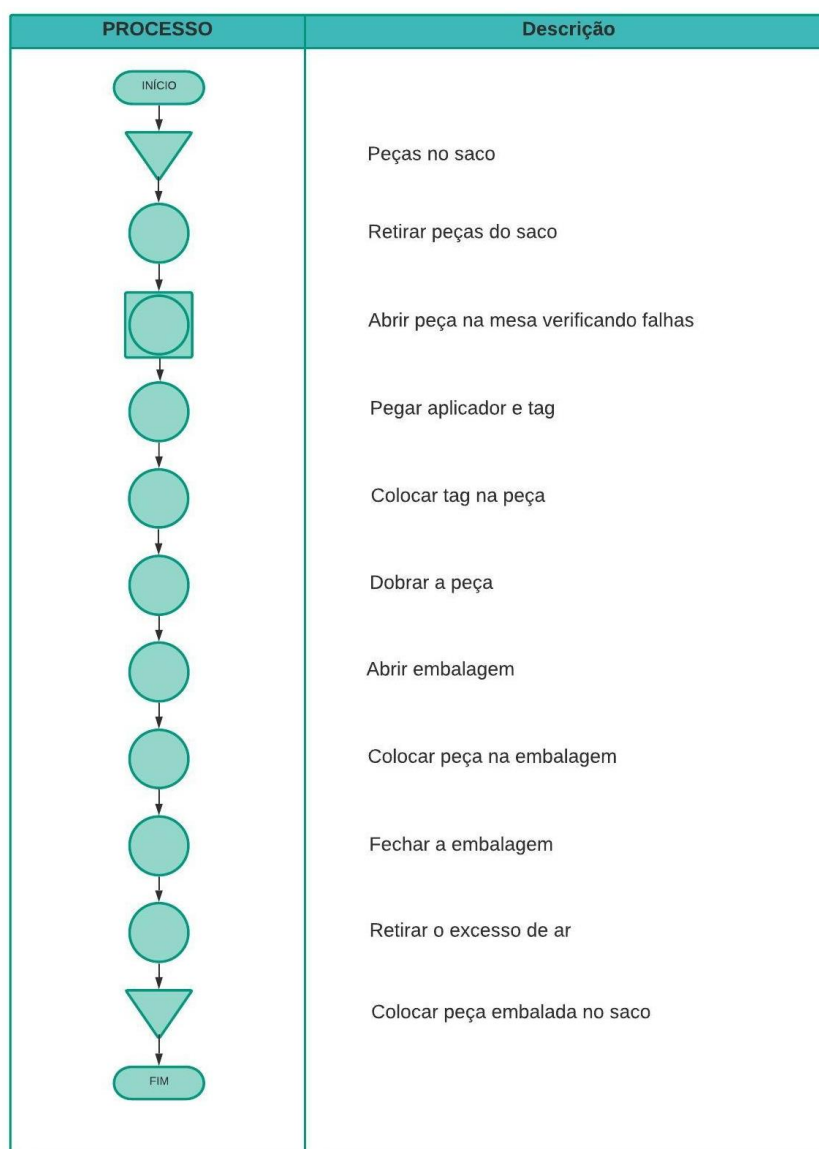 PROCESSO
Descrição
INÍCIO
Peças no saco
Retirar peças do saco
Abrir peça na mesa verificando falhas
Pegar aplicador e tag
Colocar tag na peça
Dobrar a peça
Abrir embalagem
Colocar peça na embalagem
Fechar a embalagem
Retirar o excesso de ar
Colocar peça embalada no saco
FIM